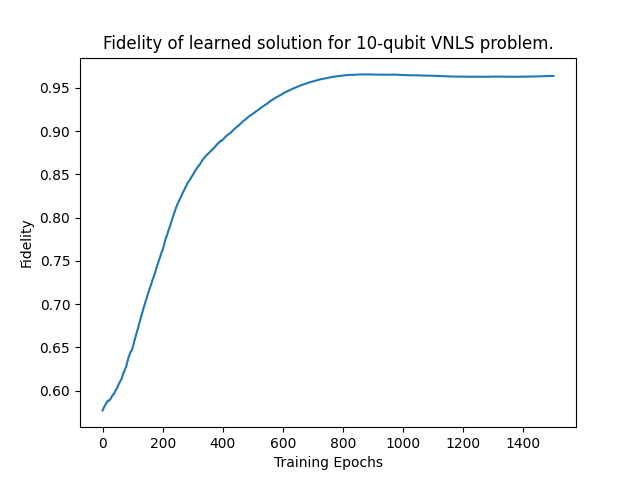 Fidelity of learned solution for 10-qubit VNLS problem.
0.95
0.90
0.85
0.80
0.75
0.70
0.65
0.60
Fidelity
0 200 400 600 800 1000 1200 1400
Training Epochs